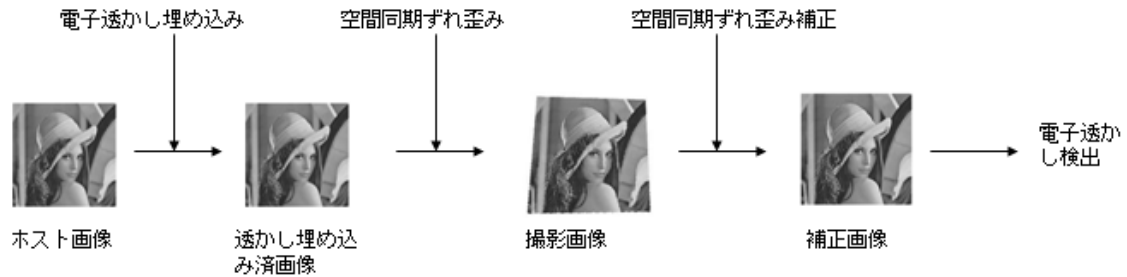 電子透かし埋め込み
空間同期ずれ歪み
空間同期ずれ歪み補正
電子透か
し検出
ホスト画像
透かし埋め込
み済画像
撮影画像
補正画像